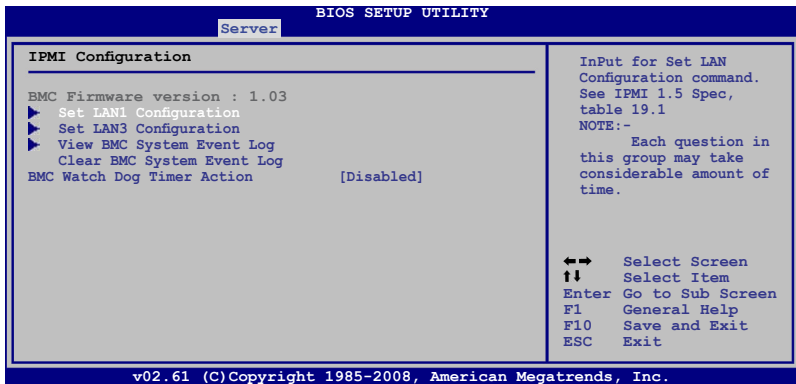 BIOS SETUP UTILITY
Server
IPMI Configuration
BMC Firmware version : 1.03
Set LAN1 Configuration
Set LAN3 Configuration
View BMC System Event Log
Clear BMC System Event Log
BMC Watch Dog Timer Action [Disabled]
InPut for Set LAN
Configuration command.
See IPMI 1.5 Spec,
table 19.1
NOTE:-
Each question in
this group may take
considerable amount of
time.
←→ Select Screen
↑↓ Select Item
Enter Go to Sub Screen
F1 General Help
F10 Save and Exit
ESC Exit
v02.61 (C)Copyright 1985-2008, American Megatrends, Inc.